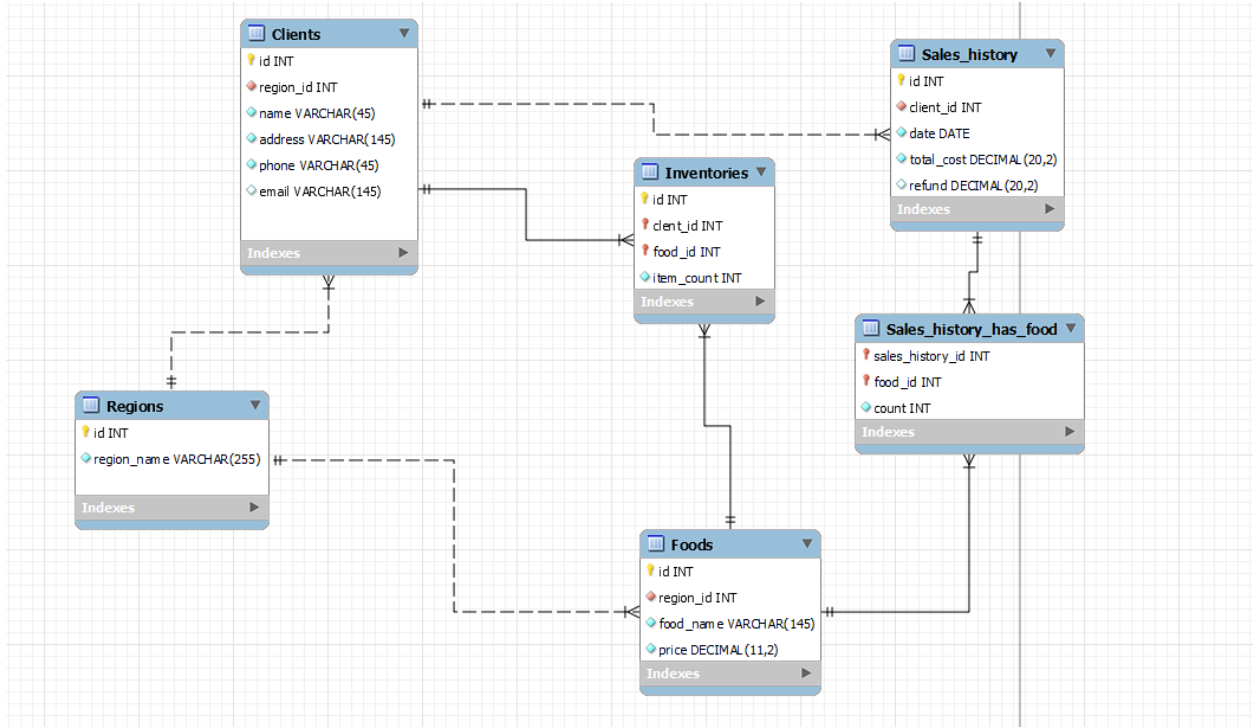 Clients
id INT
region_id INT
name VARCHAR(45)
address VARCHAR(145)
phone VARCHAR(45)
email VARCHAR(145)
Indexes
Sales_history
id INT
client_id INT
date DATE
total_cost DECIMAL(20,2)
refund DECIMAL(20,2)
Indexes
Inventories
id INT
clent_id INT
food_id INT
item_count INT
Indexes
Sales_history_has_food
sales_history_id INT
food_id INT
count INT
Indexes
Regions
id INT
region_name VARCHAR(255)
Indexes
Foods
id INT
region_id INT
food_name VARCHAR(145)
price DECIMAL(11,2)
Indexes